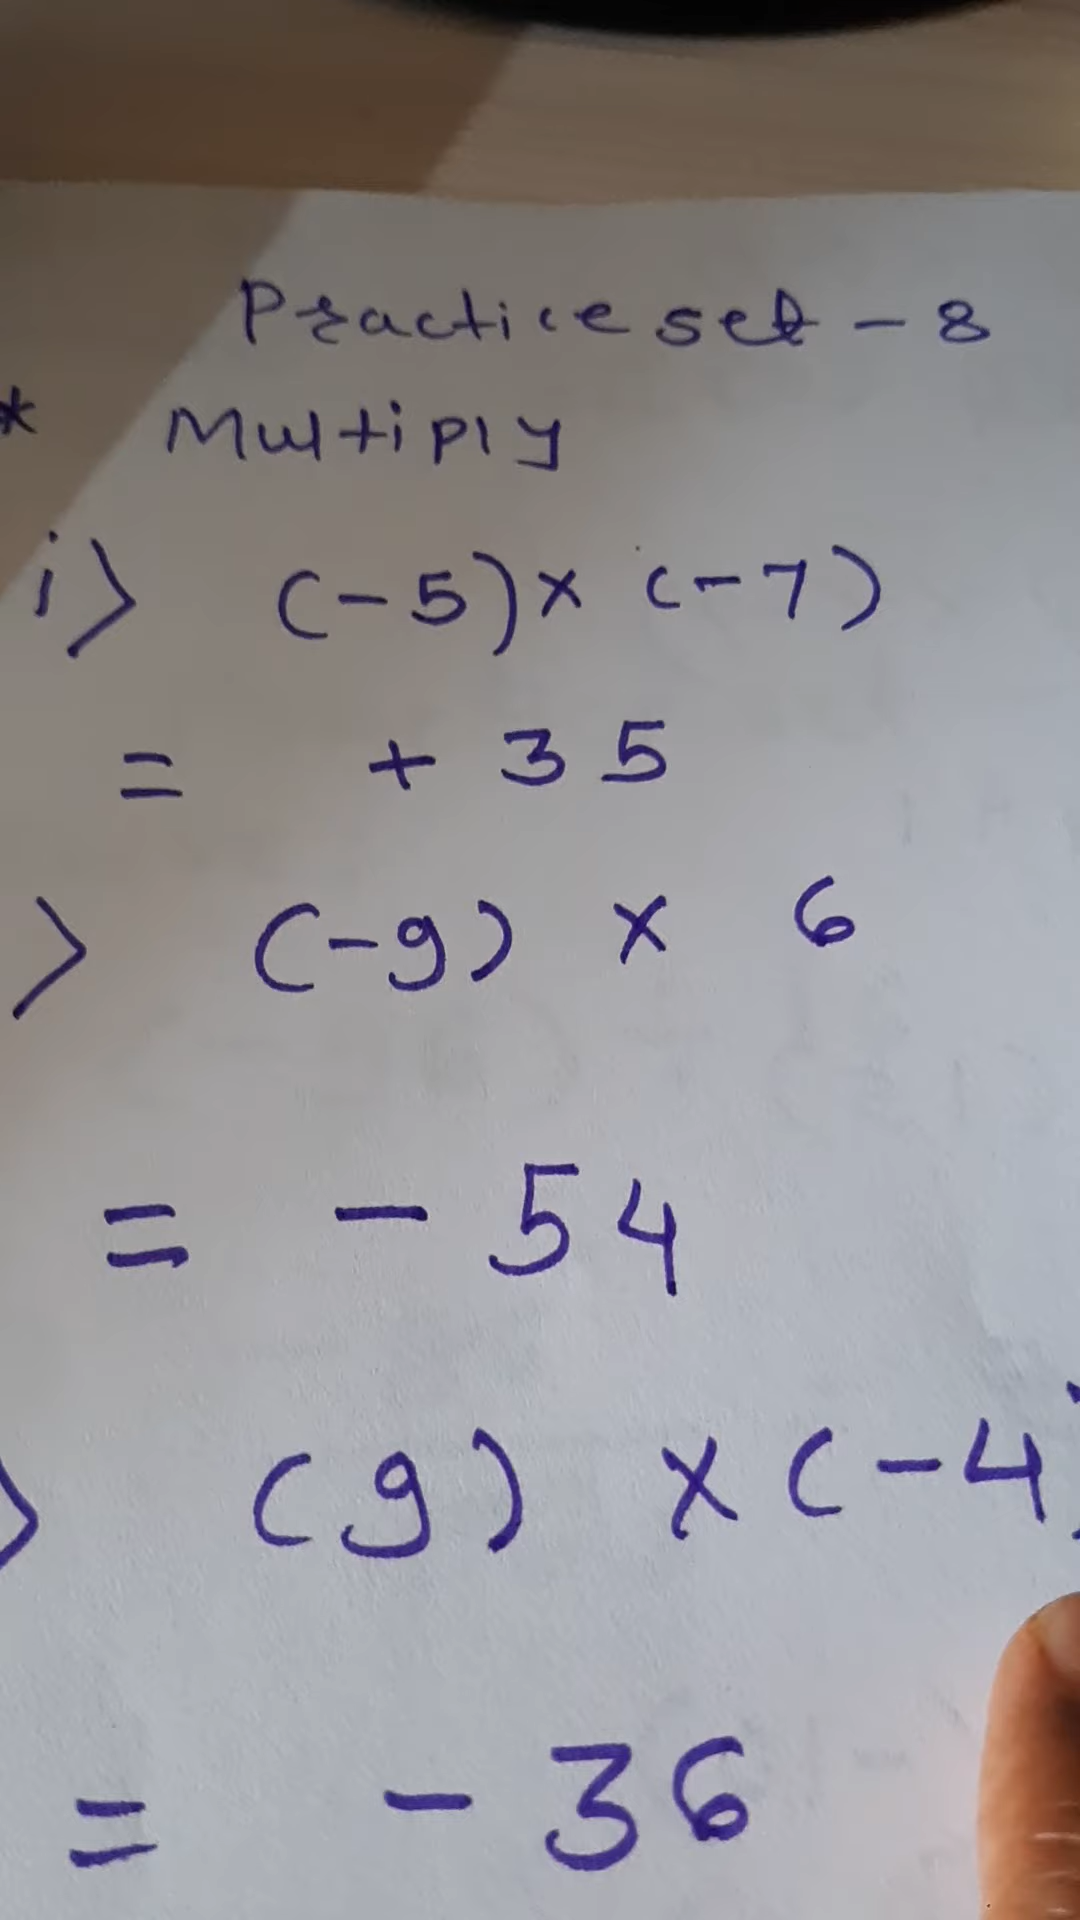 Practice set - 8
* Multiply
i> (-5) × (-7)
= + 35
> (-9) × 6
= - 54
> (9) × (-4)
= - 36